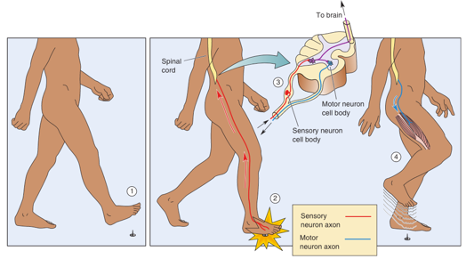 To brain
Spinal
cord
3
Motor neuron
cell body
Sensory neuron
cell body
1
2
4
Sensory
neuron axon
Motor
neuron axon